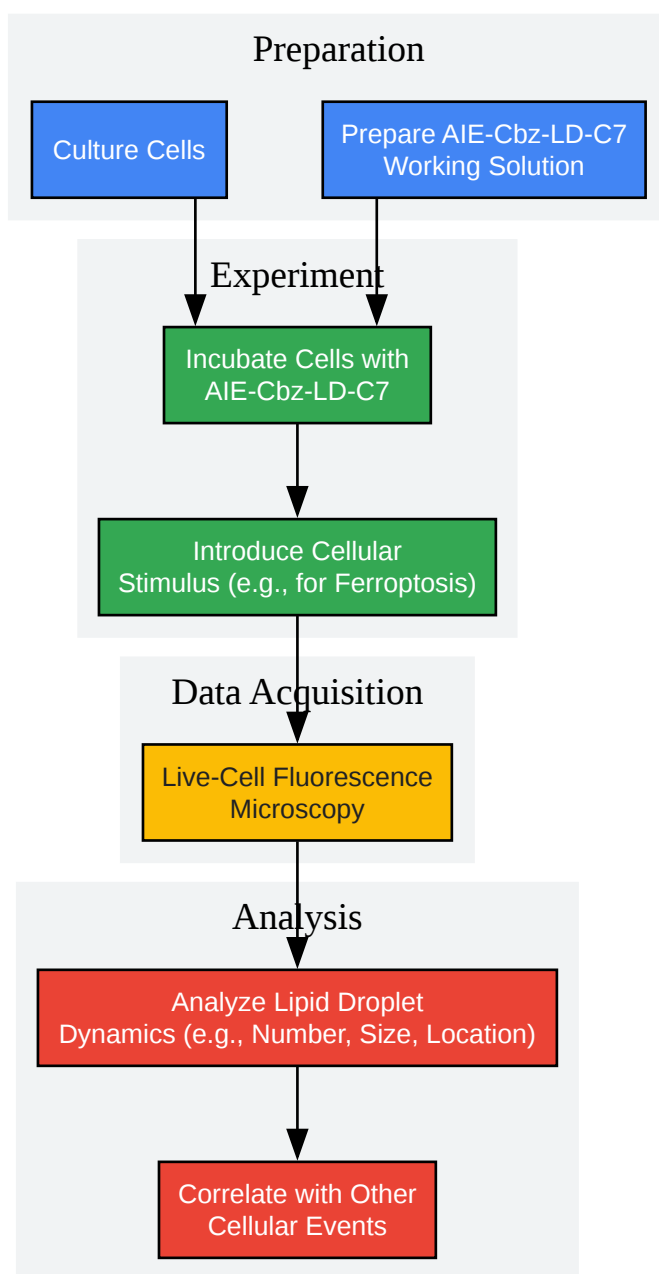 Preparation
Culture Cells
Prepare AIE-Cbz-LD-C7
Working Solution
Experiment
Incubate Cells with
AIE-Cbz-LD-C7
Introduce Cellular
Stimulus (e.g., for Ferroptosis)
Data Acquisition
Live-Cell Fluorescence
Microscopy
Analysis
Analyze Lipid Droplet
Dynamics (e.g., Number, Size, Location)
Correlate with Other
Cellular Events